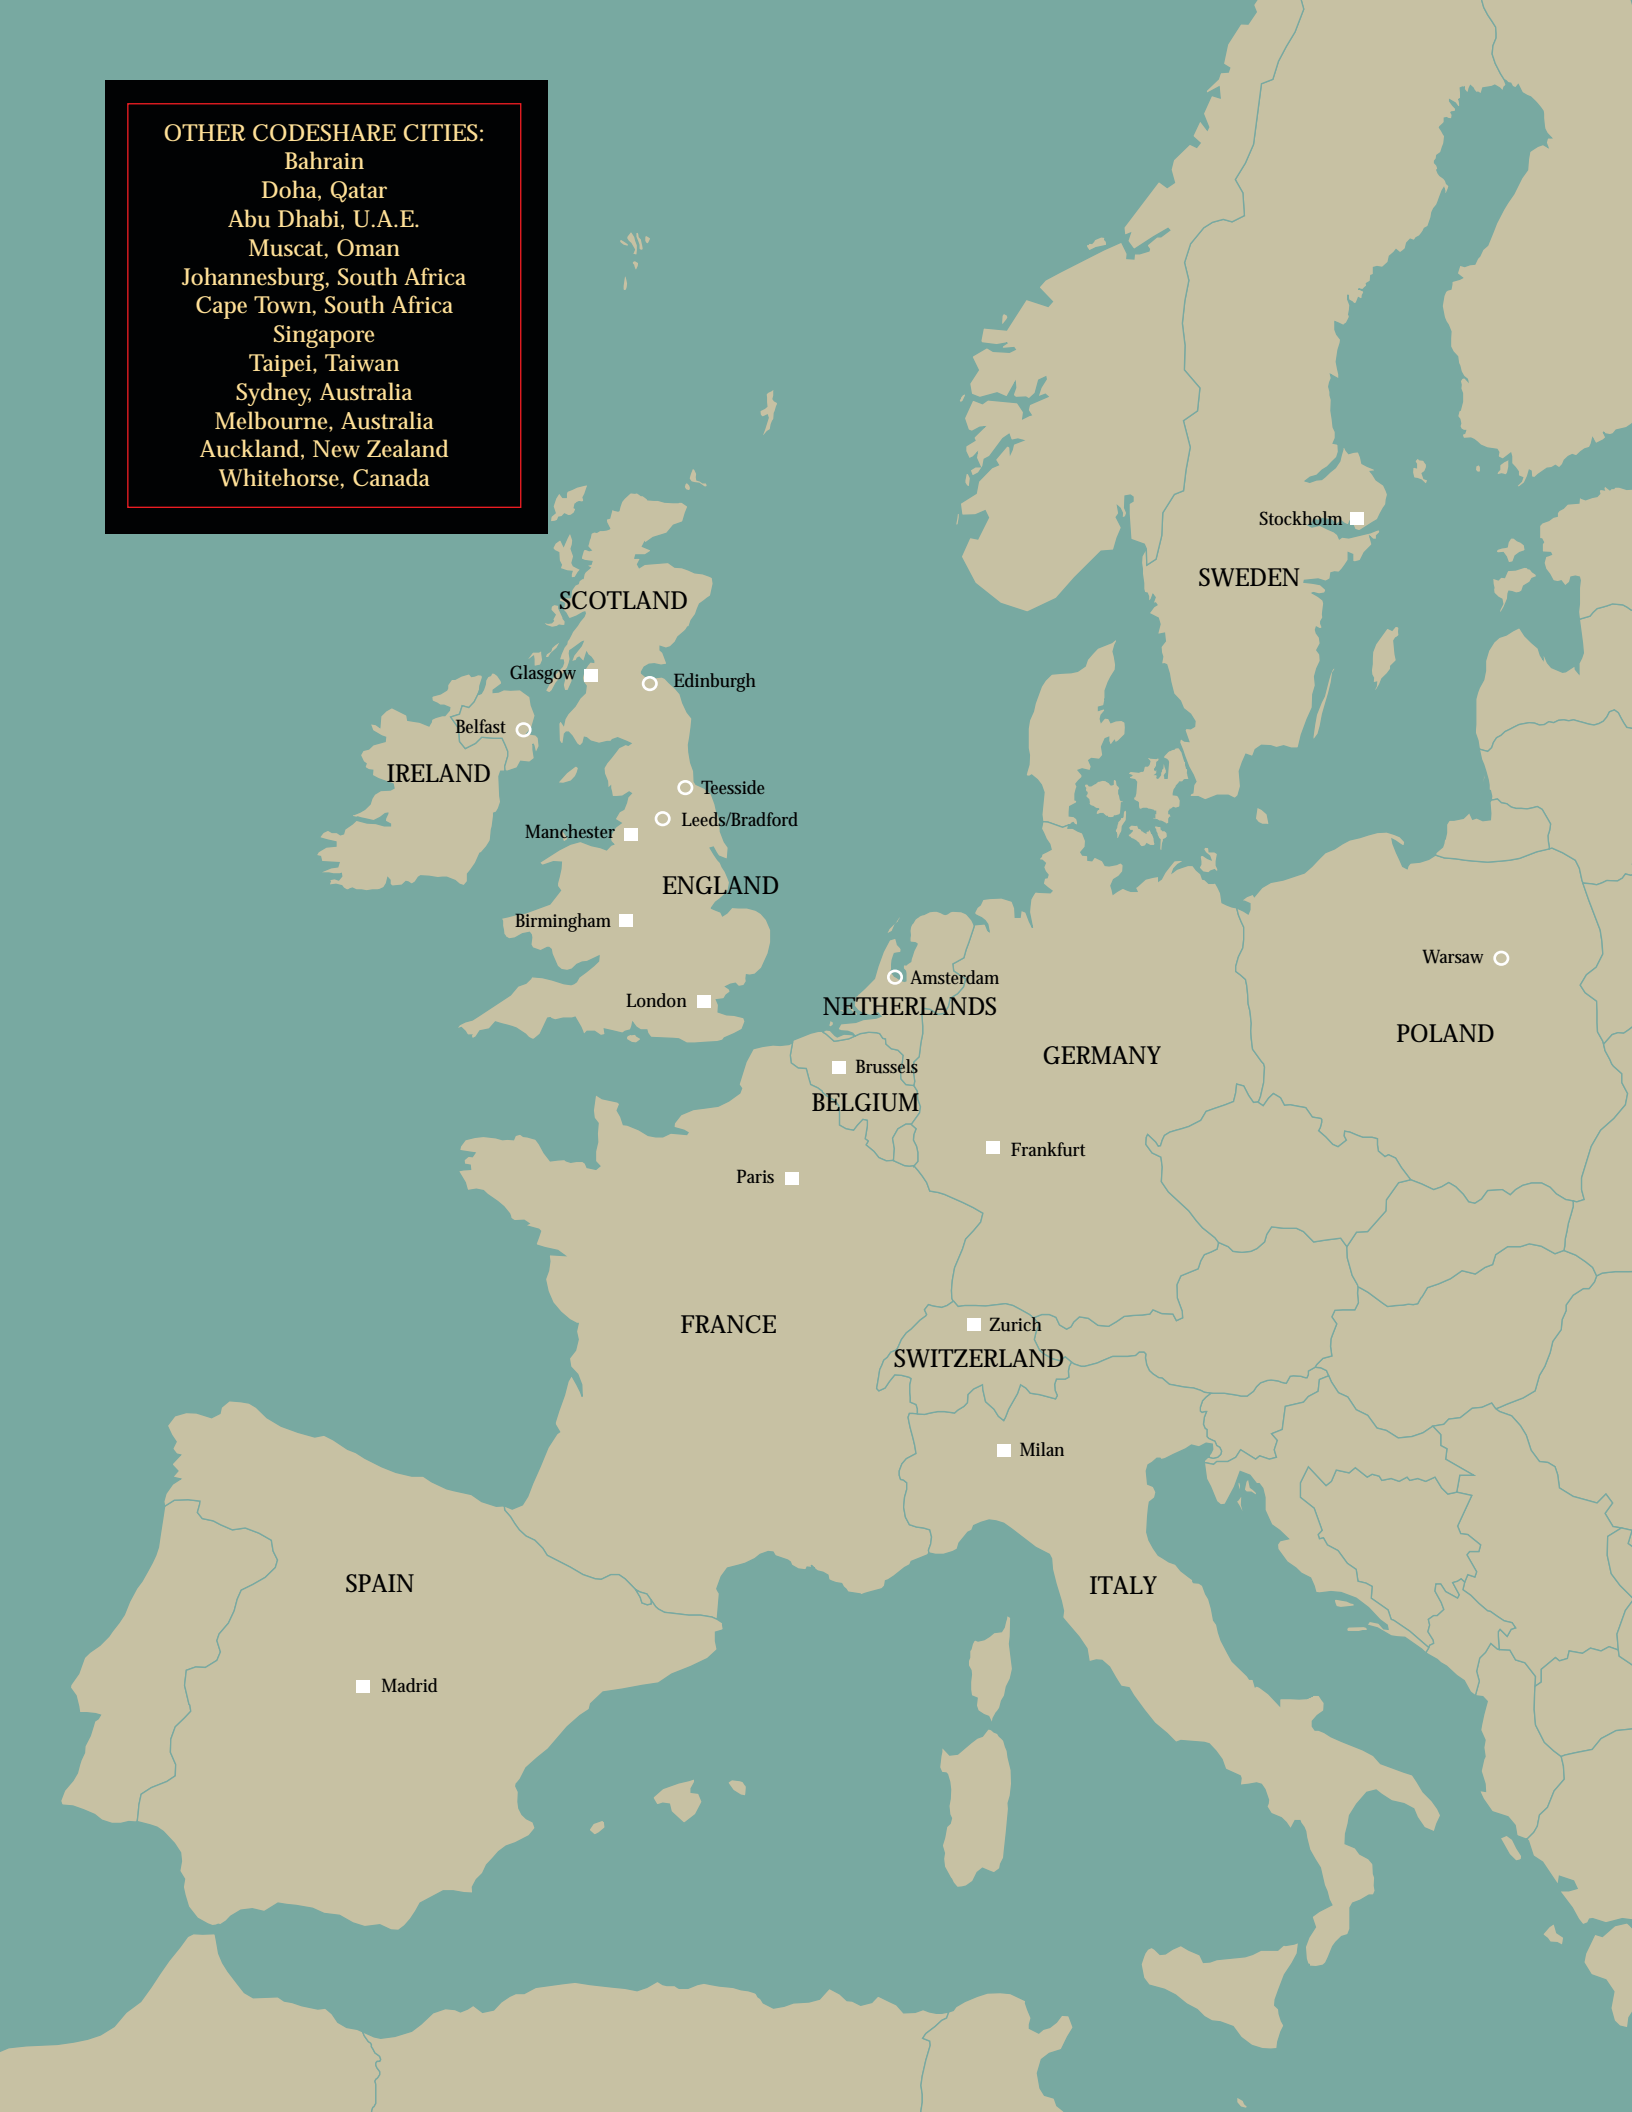 OTHER CODESHARE CITIES:
Bahrain
Doha, Qatar
Abu Dhabi, U.A.E.
Muscat, Oman
Johannesburg, South Africa
Cape Town, South Africa
Singapore
Taipei, Taiwan
Sydney, Australia
Melbourne, Australia
Auckland, New Zealand
Whitehorse, Canada
Stockholm
SWEDEN
SCOTLAND
Glasgow
Edinburgh
Belfast
IRELAND
Teesside
Leeds/Bradford
Manchester
ENGLAND
Birmingham
Warsaw
Amsterdam
London
NETHERLANDS
POLAND
GERMANY
Brussels
BELGIUM
Frankfurt
Paris
FRANCE
Zurich
SWITZERLAND
Milan
SPAIN
ITALY
Madrid